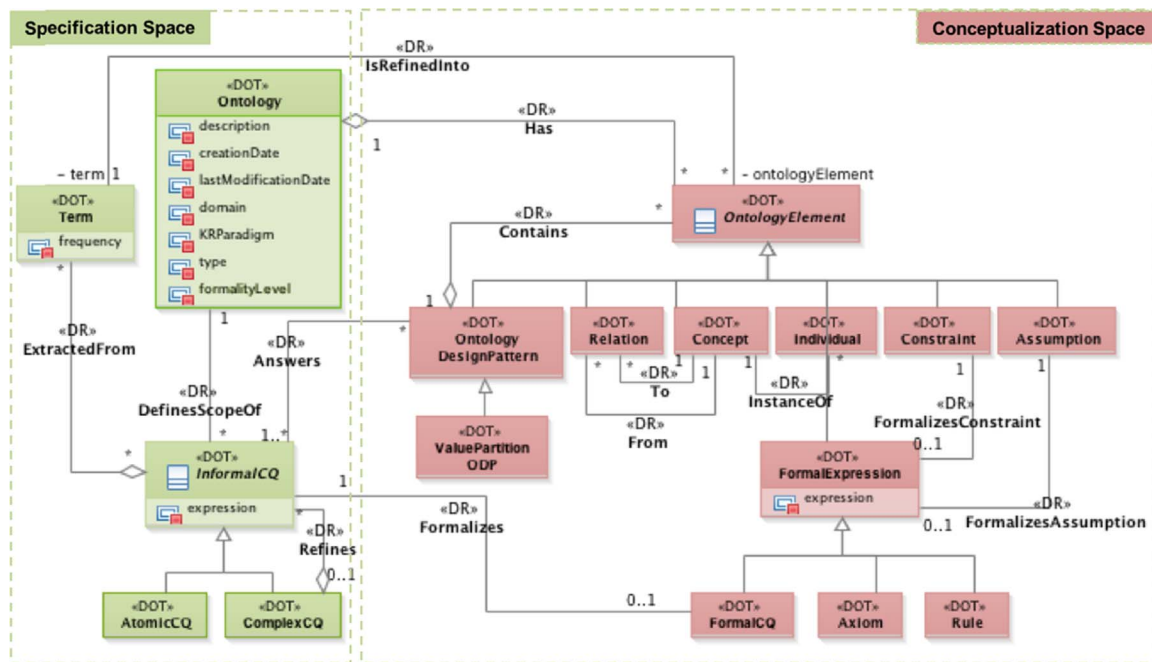 Specification Space
Conceptualization Space
«DR»
IsRefinedInto
«DOT»
Ontology
description
creationDate
lastModificationDate
domain
KRParadigm
type
formalityLevel
«DR»
Has
1
*
*
- ontologyElement
- term
1
«DOT»
Term
frequency
*
«DOT»
OntologyElement
*
«DR»
Contains
1
1
«DR»
ExtractedFrom
«DR»
Answers
*
«DR»
DefinesScopeOf
*
1..*
*
«DOT»
Ontology
DesignPattern
«DOT»
Relation
«DOT»
Concept
«DOT»
Individual
«DOT»
Constraint
«DOT»
Assumption
*
*
1
1
1
*
1
1
«DR»
To
«DR»
From
«DR»
InstanceOf
«DR»
FormalizesConstraint
0..1
«DOT»
ValuePartition
ODP
«DOT»
InformalCQ
expression
1
*
«DR»
Refines
0..1
«DR»
Formalizes
0..1
«DOT»
FormalExpression
expression
0..1
«DR»
FormalizesAssumption
«DOT»
AtomicCQ
«DOT»
ComplexCQ
«DOT»
FormalCQ
«DOT»
Axiom
«DOT»
Rule